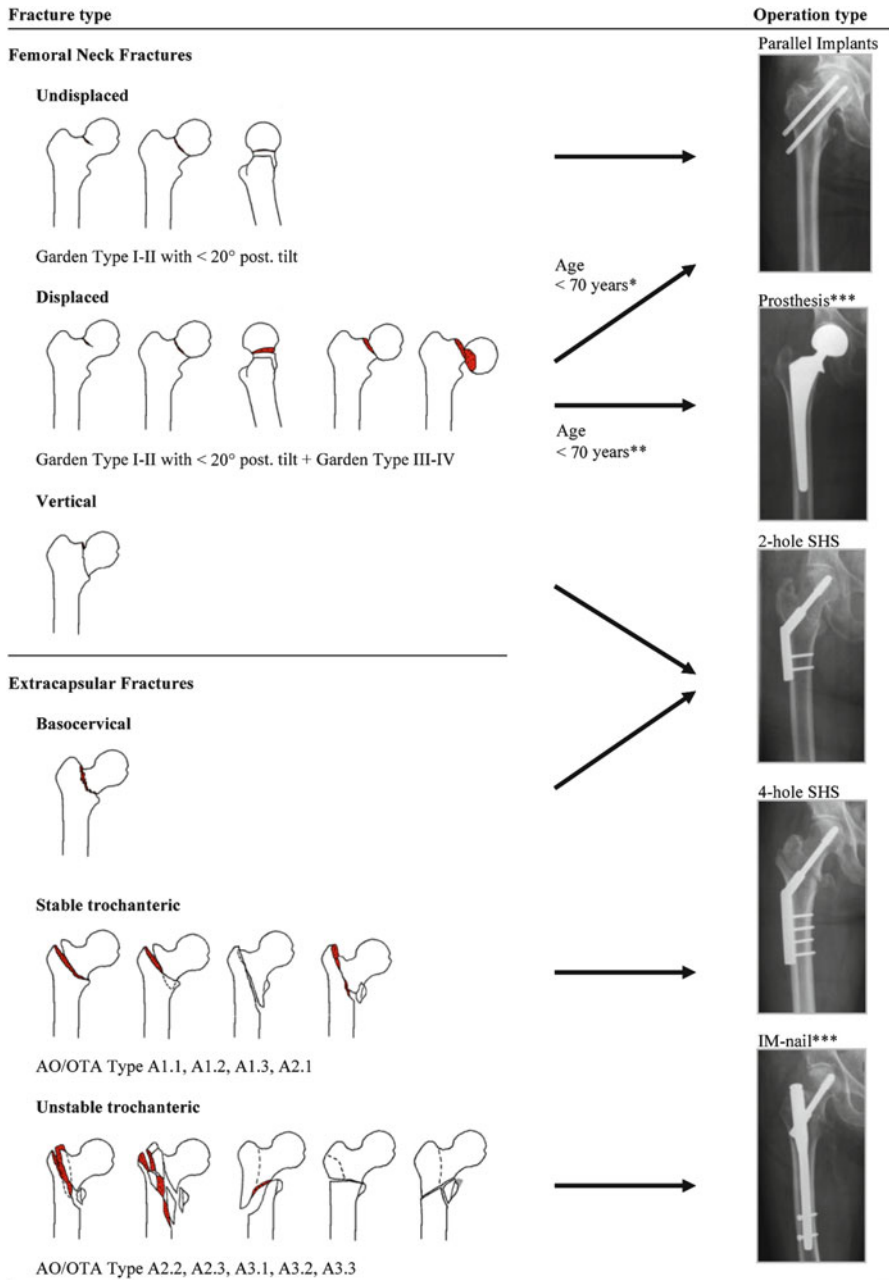 Fracture type
Operation type
Femoral Neck Fractures
Parallel Implants
Undisplaced
Garden Type I-II with < 20° post. tilt
Age
< 70 years*
Displaced
Prosthesis***
Garden Type I-II with < 20° post. tilt + Garden Type III-IV
Age
< 70 years**
Vertical
2-hole SHS
Extracapsular Fractures
Basocervical
4-hole SHS
Stable trochanteric
AO/OTA Type A1.1, A1.2, A1.3, A2.1
IM-nail***
Unstable trochanteric
AO/OTA Type A2.2, A2.3, A3.1, A3.2, A3.3